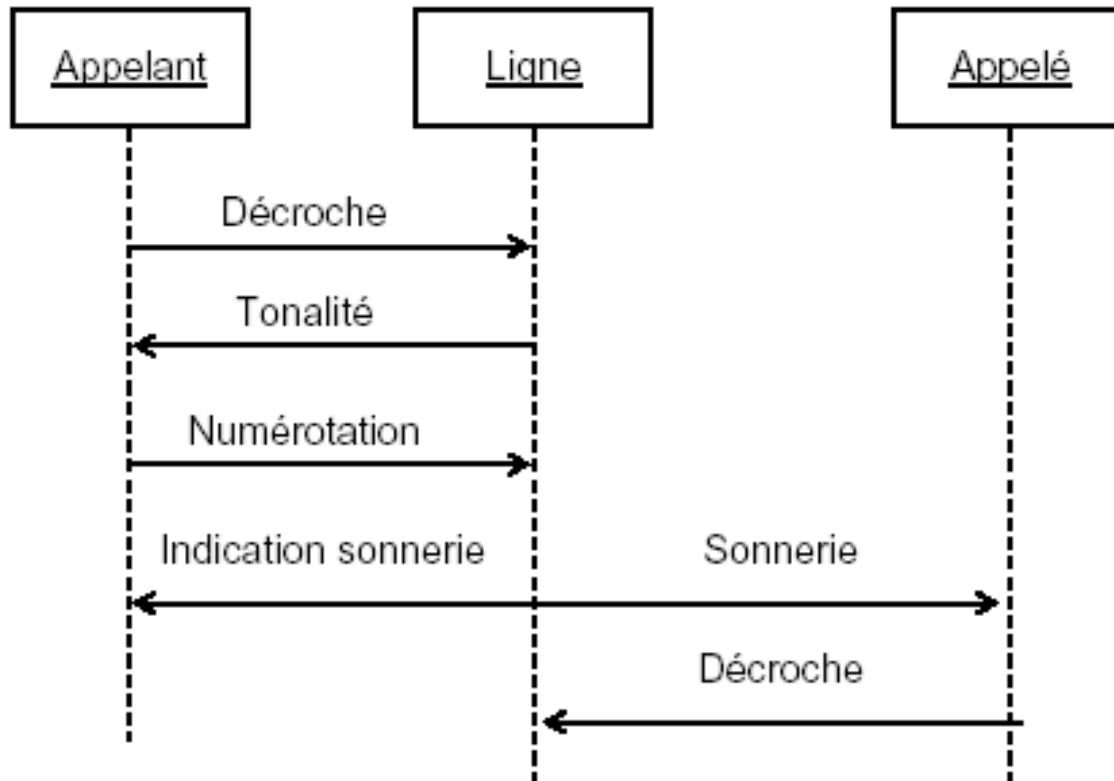 Appelant
Ligne
Appelé
Décroche
Tonalité
Numérotation
Indication sonnerie
Sonnerie
Décroche